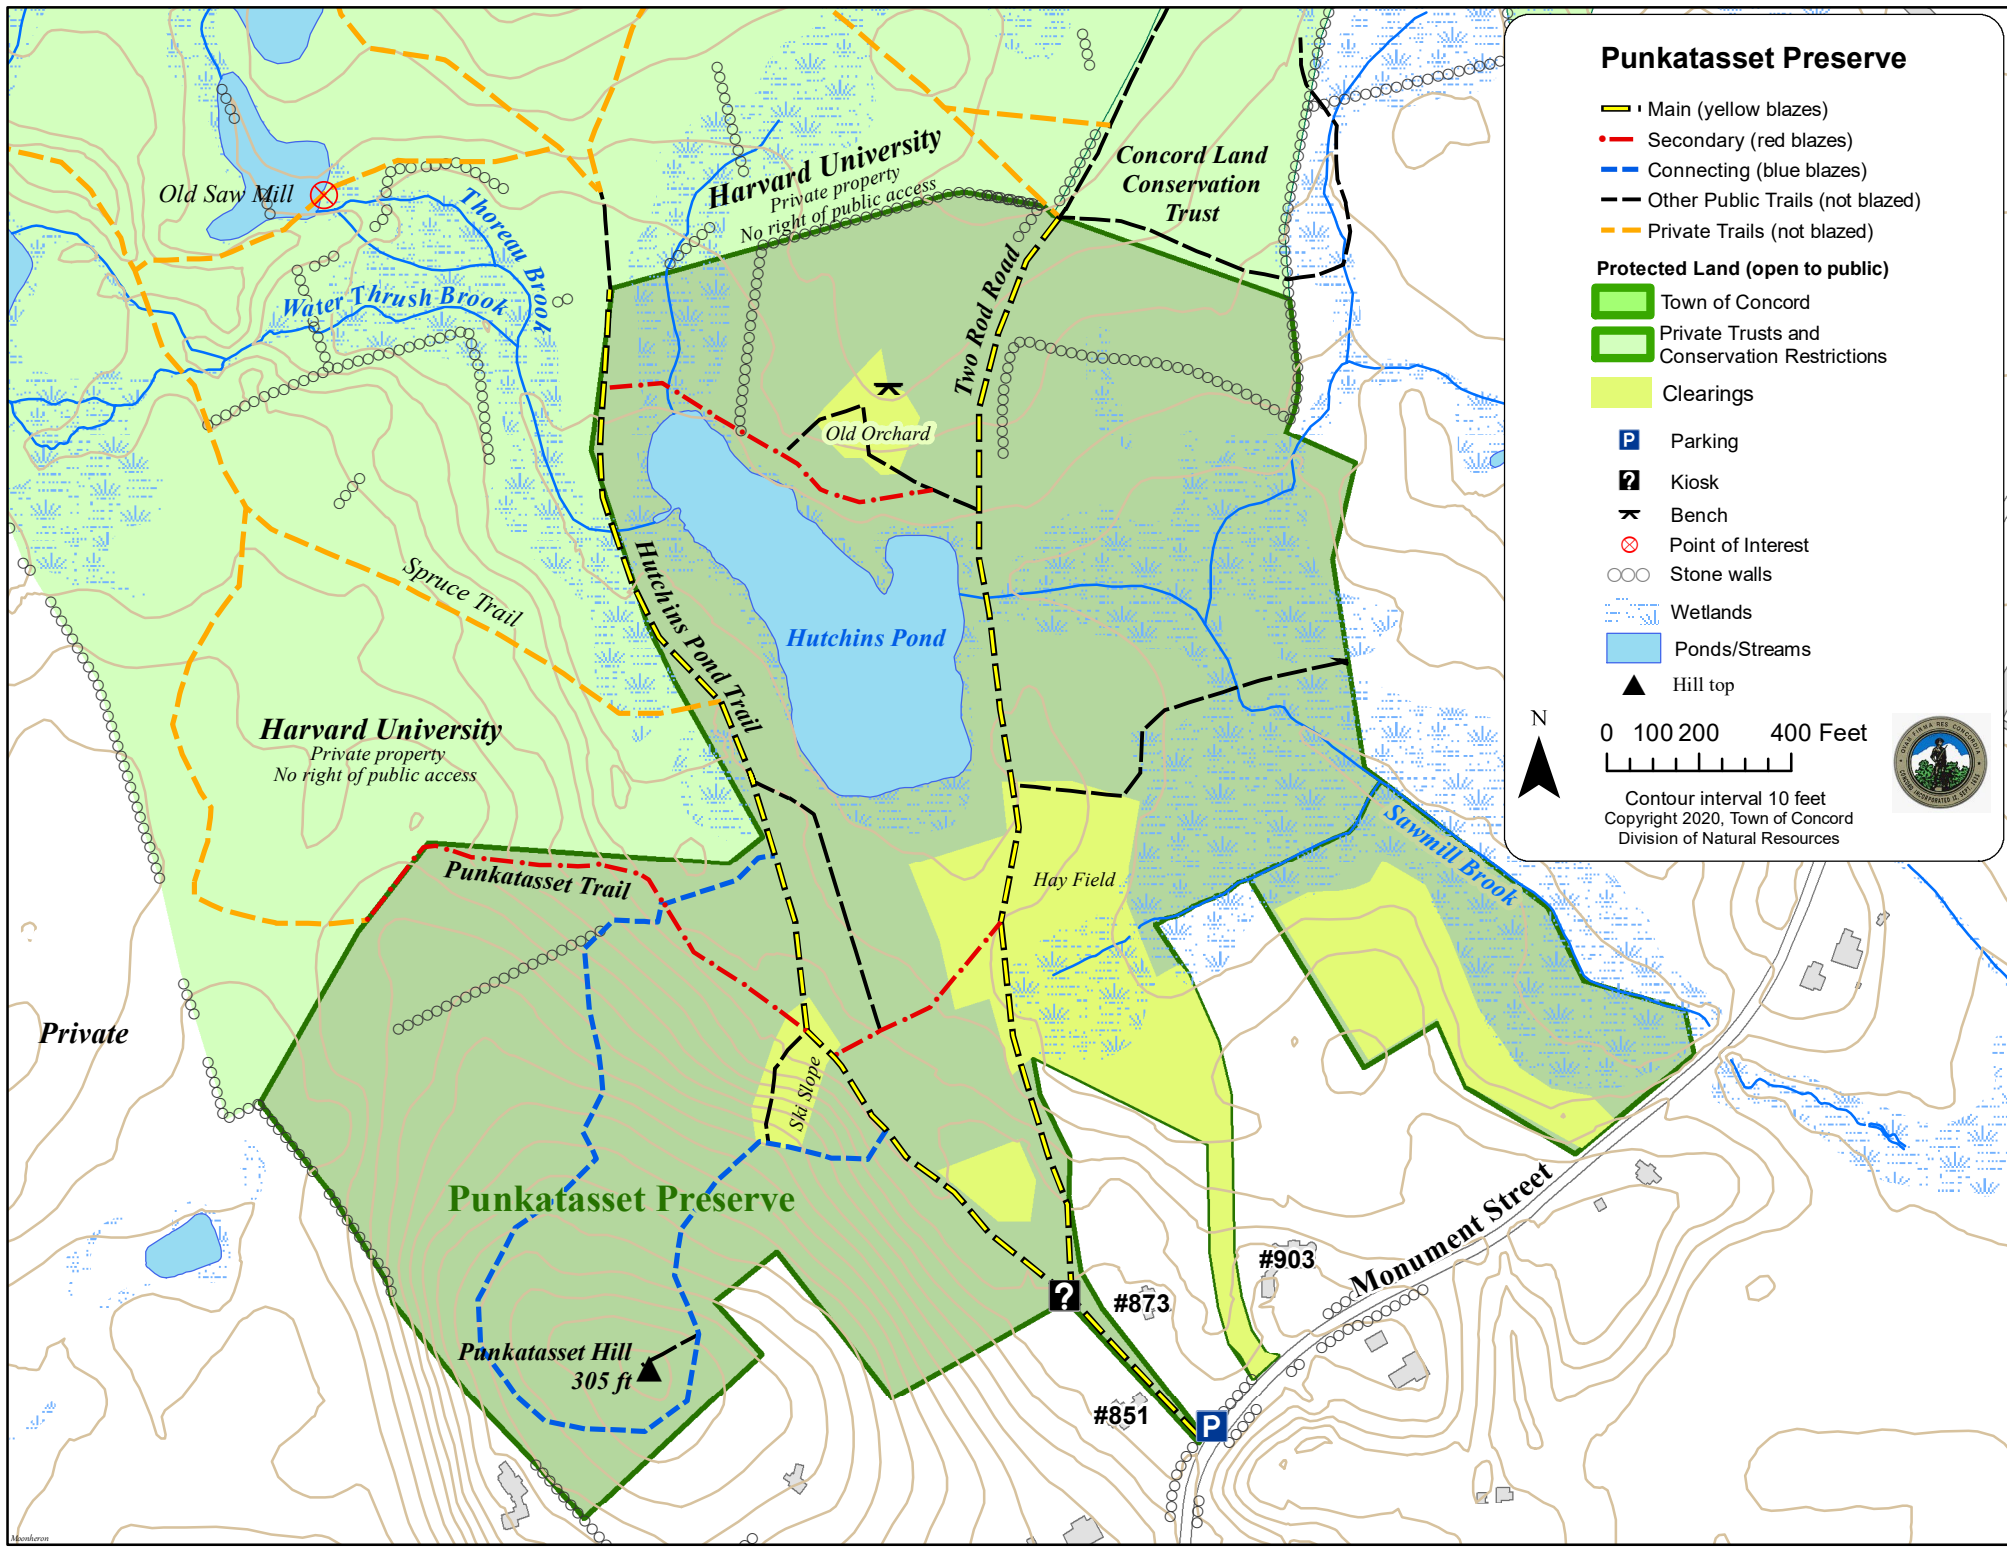 Punkatasset Preserve
Main (yellow blazes)
Secondary (red blazes)
Connecting (blue blazes)
Other Public Trails (not blazed)
Private Trails (not blazed)
Protected Land (open to public)
Town of Concord
Private Trusts and
Conservation Restrictions
Clearings
P Parking
? Kiosk
Bench
Point of Interest
Stone walls
Wetlands
Ponds/Streams
Hill top
N
0 100 200 400 Feet
Contour interval 10 feet
Copyright 2020, Town of Concord
Division of Natural Resources
Old Saw Mill
Thoreau Brook
Water Thrush Brook
Harvard University
Private property
No right of public access
Concord Land
Conservation
Trust
Two Rod Road
Old Orchard
Spruce Trail
Hutchins Pond Trail
Hutchins Pond
Harvard University
Private property
No right of public access
Punkatasset Trail
Hay Field
Sawmill Brook
Private
Ski Slope
Punkatasset Preserve
Monument Street
#903
#873
?
Punkatasset Hill
305 ft
#851
P
Moonheron